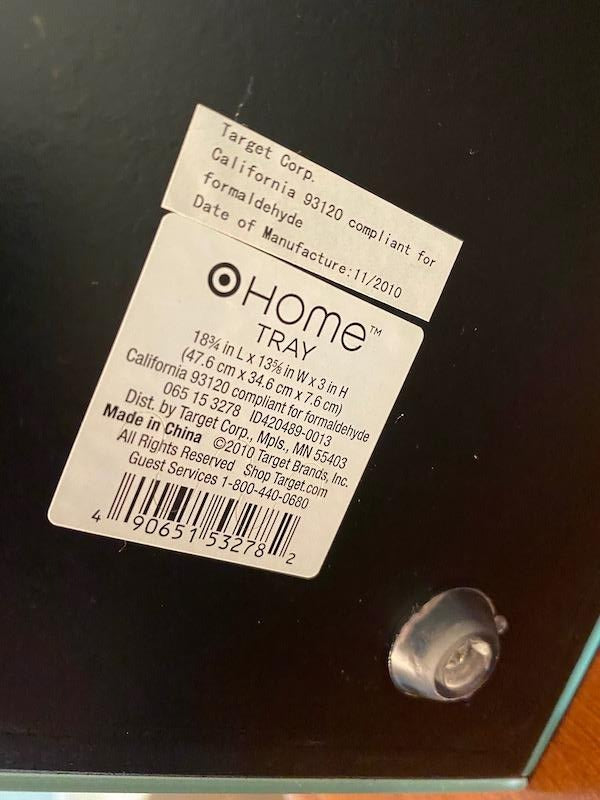 Target Corp.
California 93120 compliant for
formaldehyde
Date of Manufacture:11/2010
HOME™
TRAY
18¾ in L x 13⅝ in W x 3 in H
(47.6 cm x 34.6 cm x 7.6 cm)
California 93120 compliant for formaldehyde
065 15 3278 ID420489-0013
Dist. by Target Corp., Mpls., MN 55403
Made in China ©2010 Target Brands, Inc.
All Rights Reserved Shop Target.com
Guest Services 1-800-440-0680
4 90651 53278 2